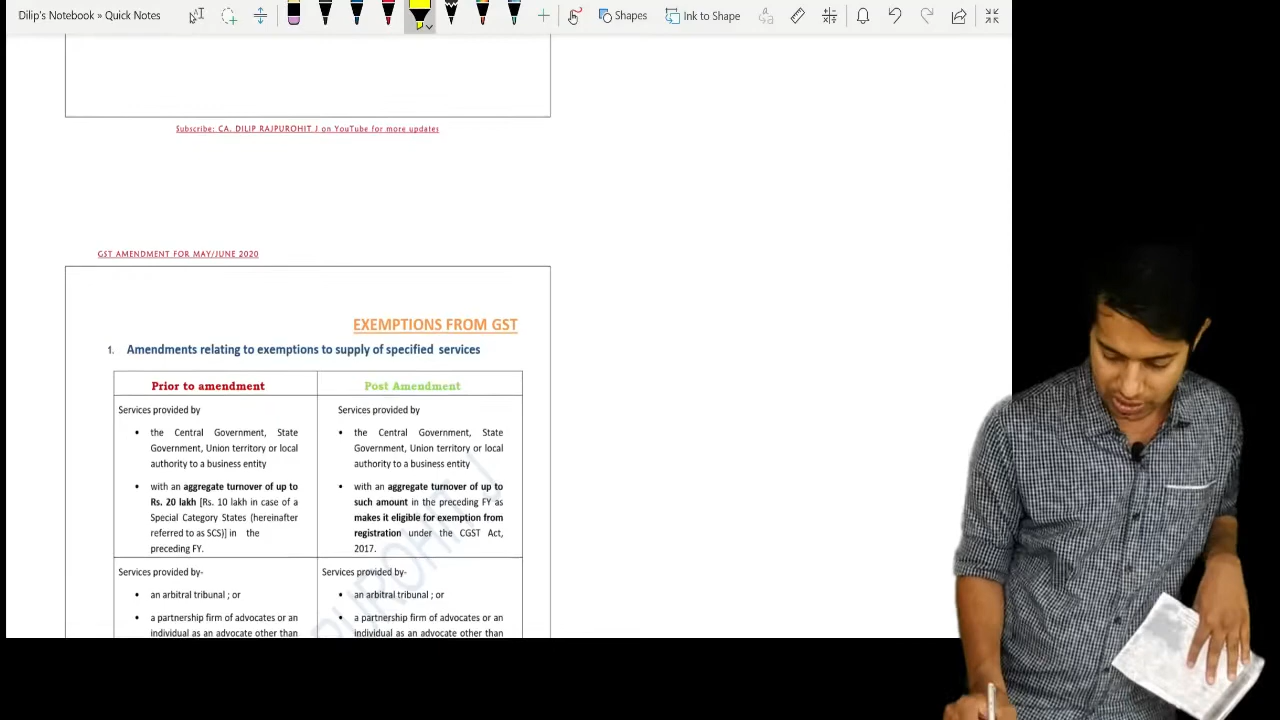 Dilip's Notebook » Quick Notes
Shapes
Ink to Shape
Subscribe: CA. DILIP RAJPUROHIT J on YouTube for more updates
GST AMENDMENT FOR MAY/JUNE 2020
EXEMPTIONS FROM GST
1. Amendments relating to exemptions to supply of specified services
Prior to amendment
Services provided by
• the Central Government, State
Government, Union territory or local
authority to a business entity
• with an aggregate turnover of up to
Rs. 20 lakh [Rs. 10 lakh in case of a
Special Category States (hereinafter
referred to as SCS)] in the
preceding FY.
Post Amendment
Services provided by
• the Central Government, State
Government, Union territory or local
authority to a business entity
• with an aggregate turnover of up to
such amount in the preceding FY as
makes it eligible for exemption from
registration under the CGST Act,
2017.
Services provided by-
• an arbitral tribunal ; or
• a partnership firm of advocates or an
individual as an advocate other than
Services provided by-
• an arbitral tribunal ; or
• a partnership firm of advocates or an
individual as an advocate other than
PUROHIT J